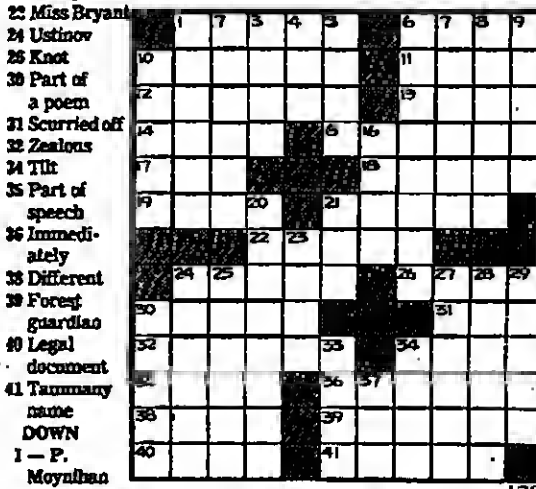 22 Miss Bryant
24 Ustinov
26 Knot
30 Part of
a poem
31 Scurried off
32 Zealous
34 Tilt
35 Part of
speech
36 Immedi-
ately
38 Different
39 Forest
guardian
40 Legal
document
41 Tammany
name
DOWN
1 — P.
Moynihan
1 7 3 4 3 6 7 8 9
10 11
12 13
14 16
17 18
19 20 21
22 23
24 25 26 27 28 29
30 31
32 33 34
36 37
38 39
40 41